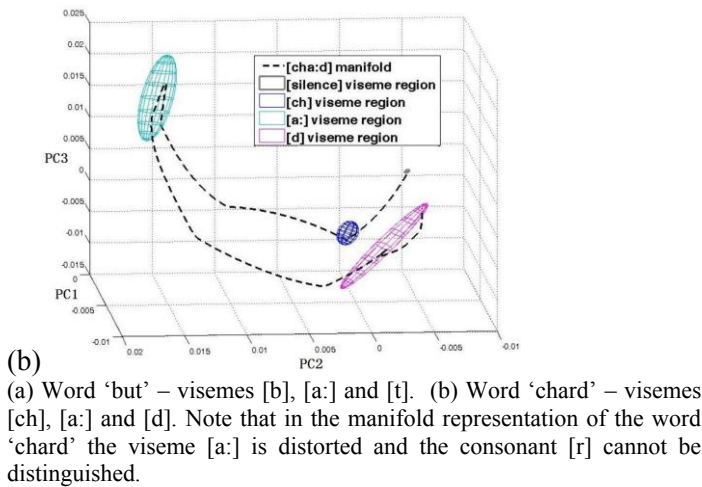 0.025
0.02
0.015
0.01
0.005
0
-0.005
-0.01
-0.015
PC3
[cha:d] manifold
[silence] viseme region
[ch] viseme region
[a:] viseme region
[d] viseme region
0
-0.005
-0.01
PC1
0.02
0.015
0.01
0.005
0
-0.005
-0.01
PC2
(b)
(a) Word ‘but’ – visemes [b], [a:] and [t].  (b) Word ‘chard’ – visemes
[ch], [a:] and [d]. Note that in the manifold representation of the word
‘chard’ the viseme [a:] is distorted and the consonant [r] cannot be
distinguished.